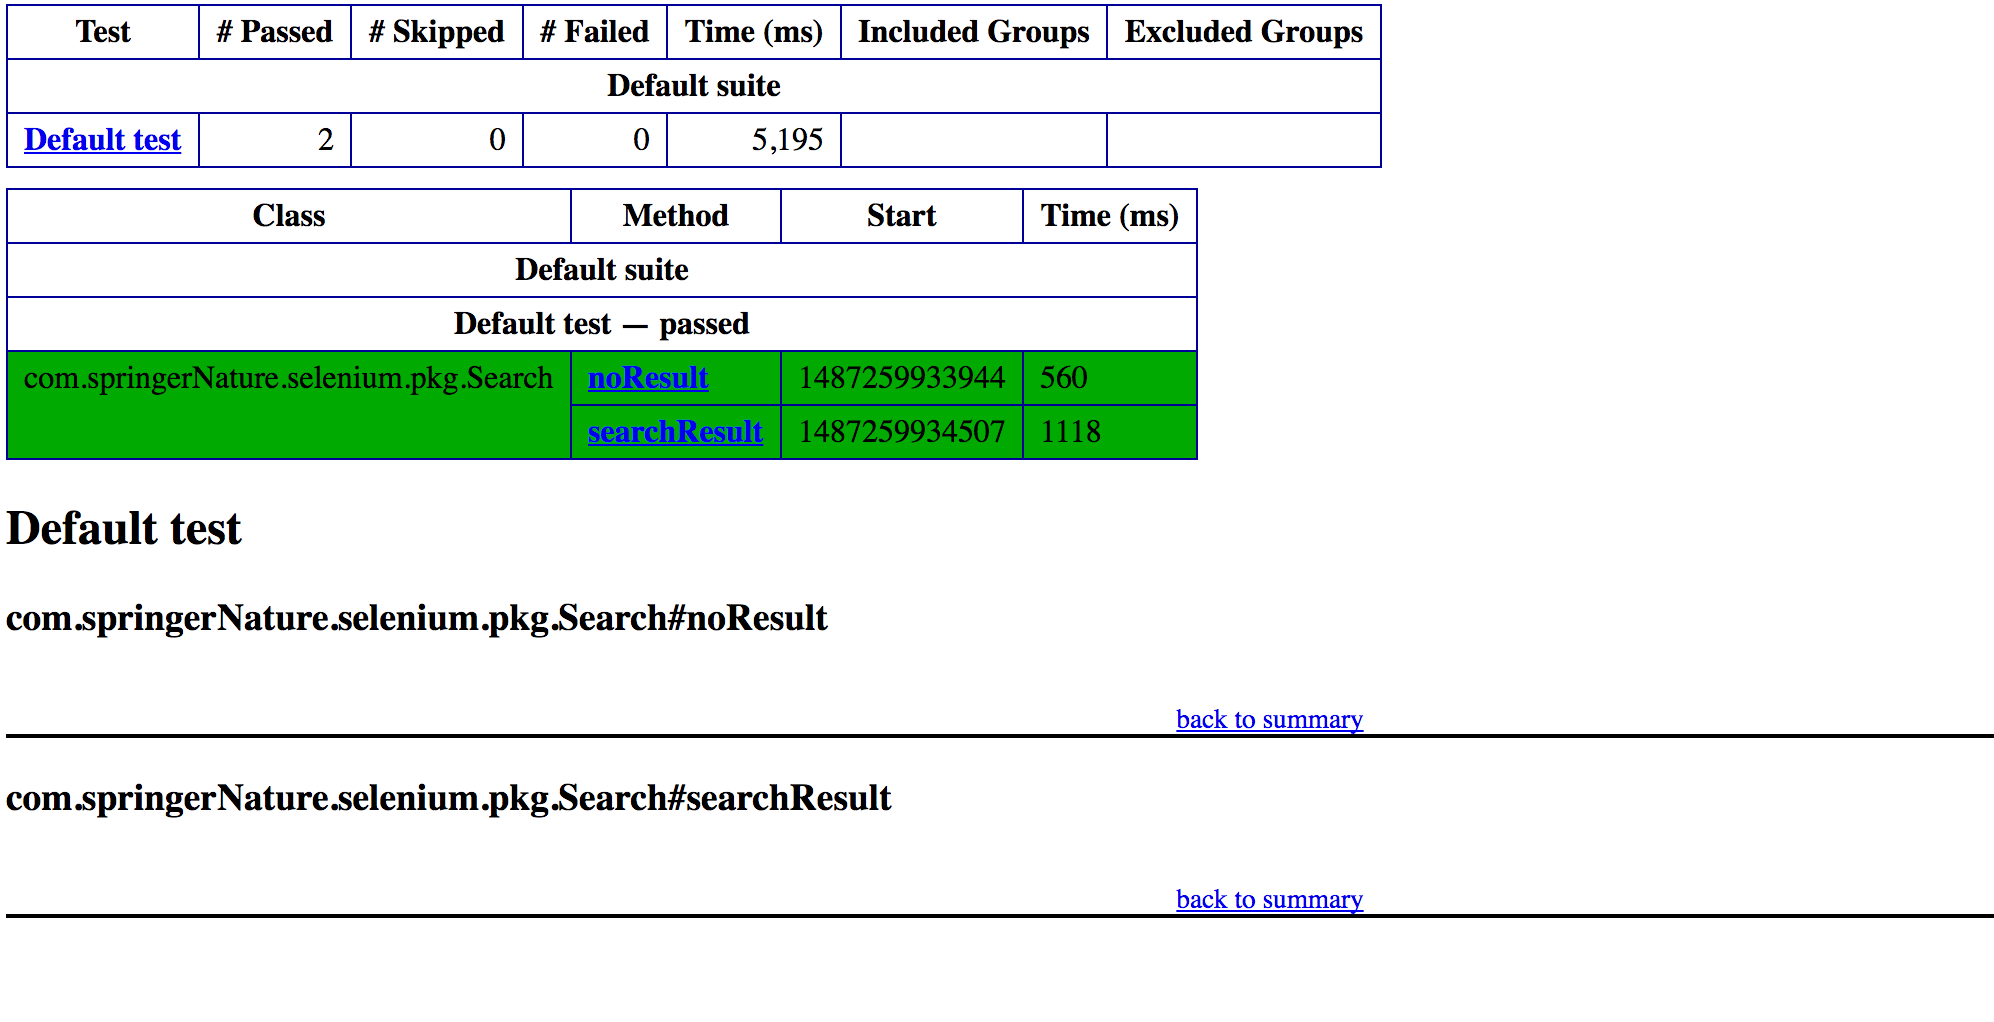 Test # Passed # Skipped # Failed Time (ms) Included Groups Excluded Groups
Default suite
Default test 2 0 0 5,195
Class Method Start Time (ms)
Default suite
Default test — passed
com.springerNature.selenium.pkg.Search noResult 1487259933944 560
searchResult 1487259934507 1118
Default test
com.springerNature.selenium.pkg.Search#noResult
back to summary
com.springerNature.selenium.pkg.Search#searchResult
back to summary